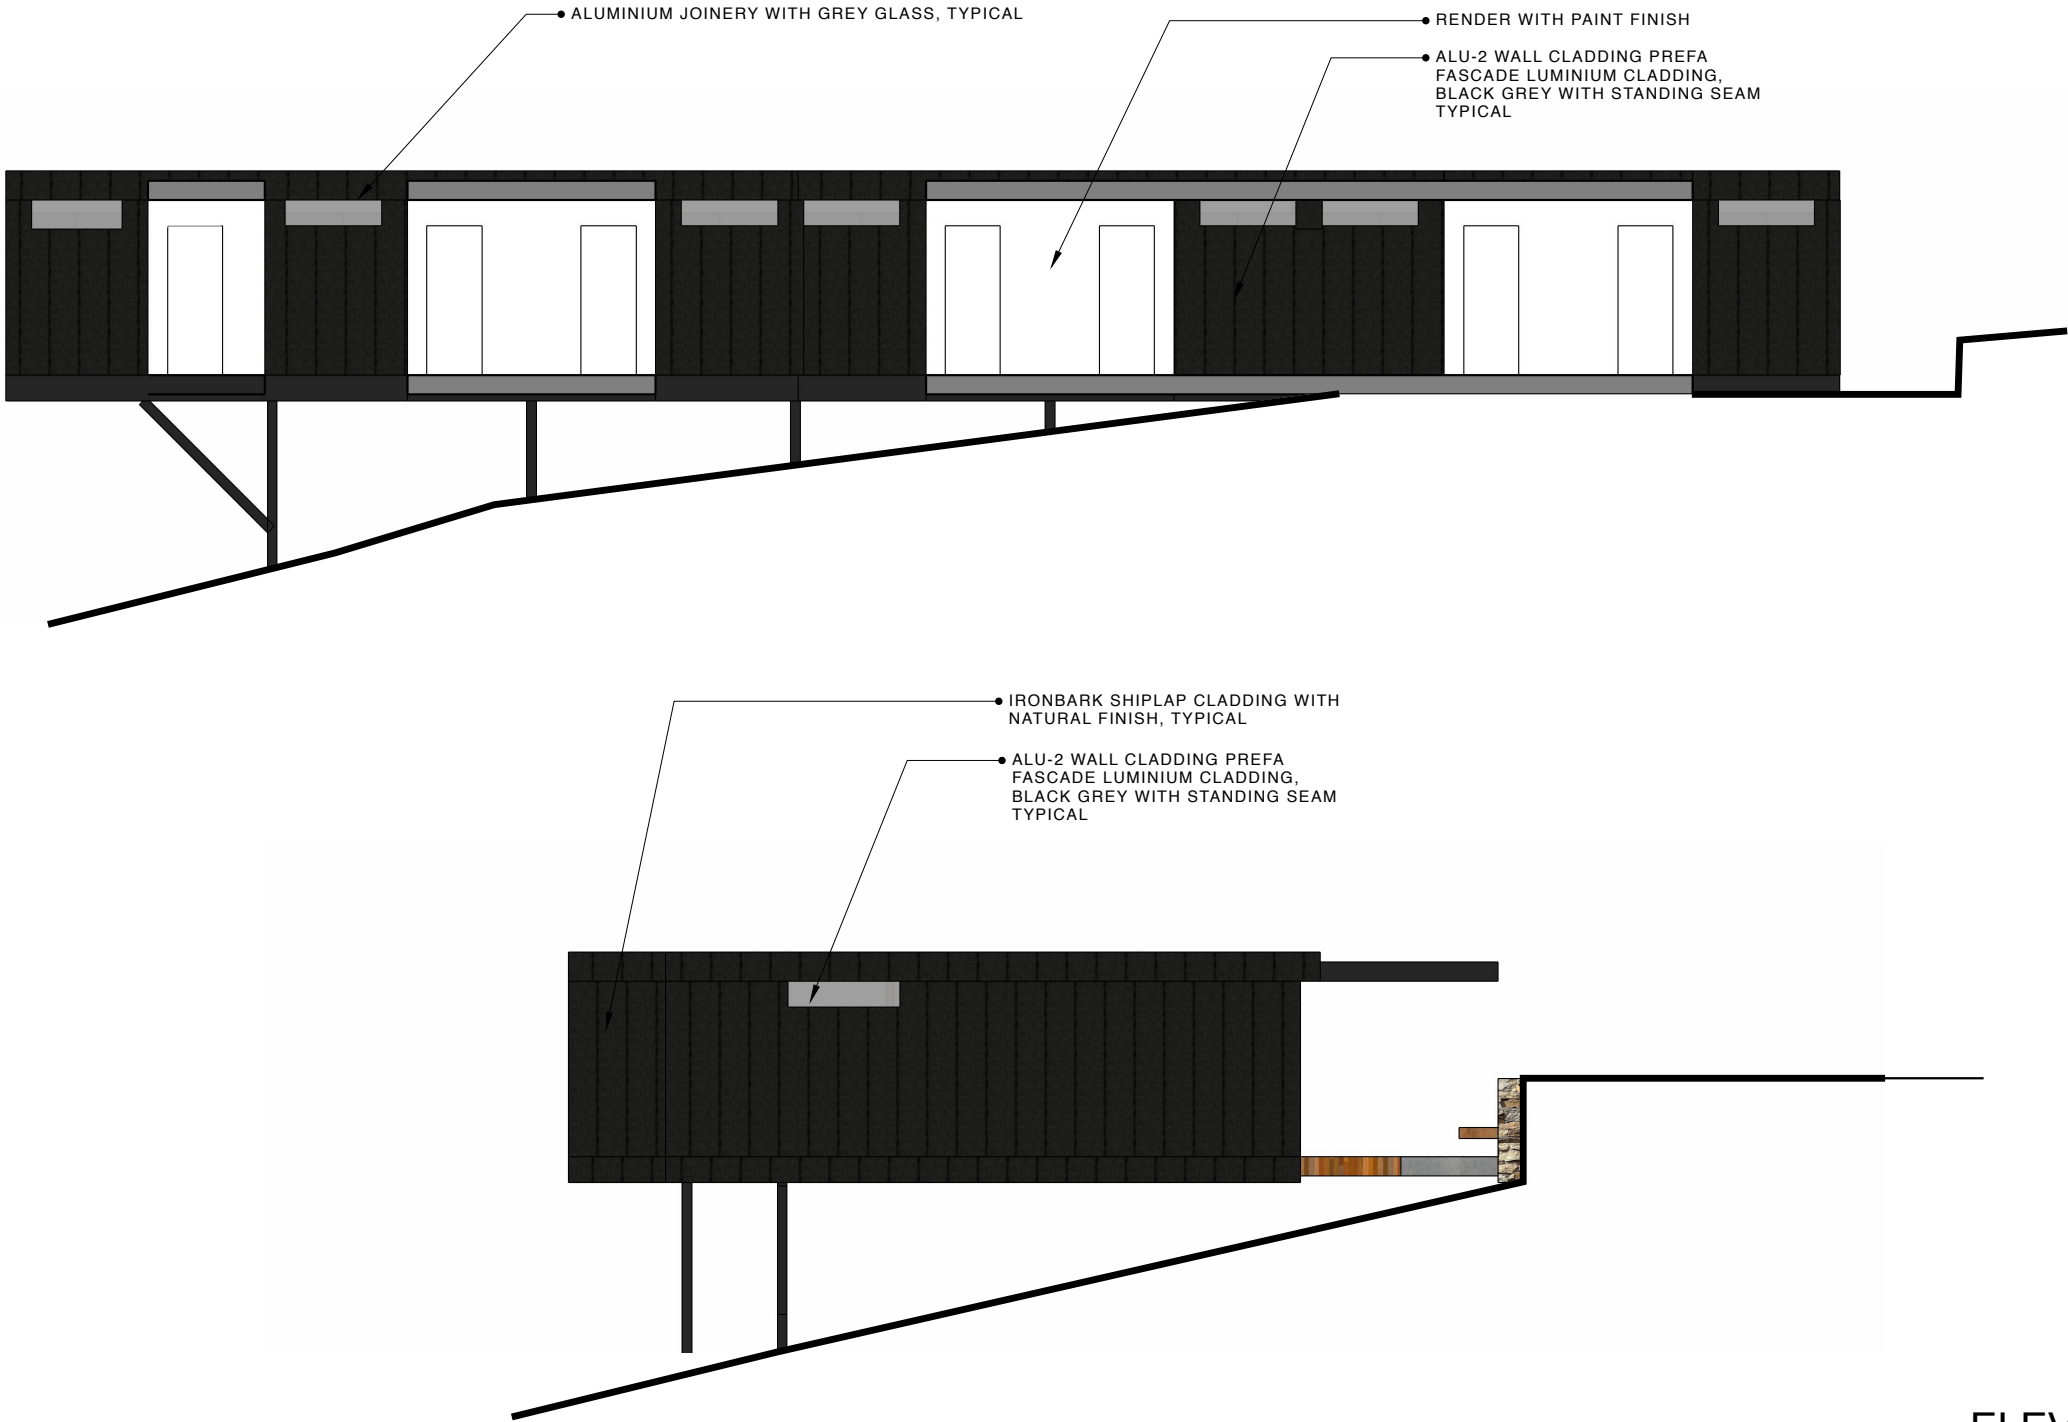 ALUMINIUM JOINERY WITH GREY GLASS, TYPICAL
RENDER WITH PAINT FINISH
ALU-2 WALL CLADDING PREFA
FASCADE LUMINIUM CLADDING,
BLACK GREY WITH STANDING SEAM
TYPICAL
IRONBARK SHIPLAP CLADDING WITH
NATURAL FINISH, TYPICAL
ALU-2 WALL CLADDING PREFA
FASCADE LUMINIUM CLADDING,
BLACK GREY WITH STANDING SEAM
TYPICAL